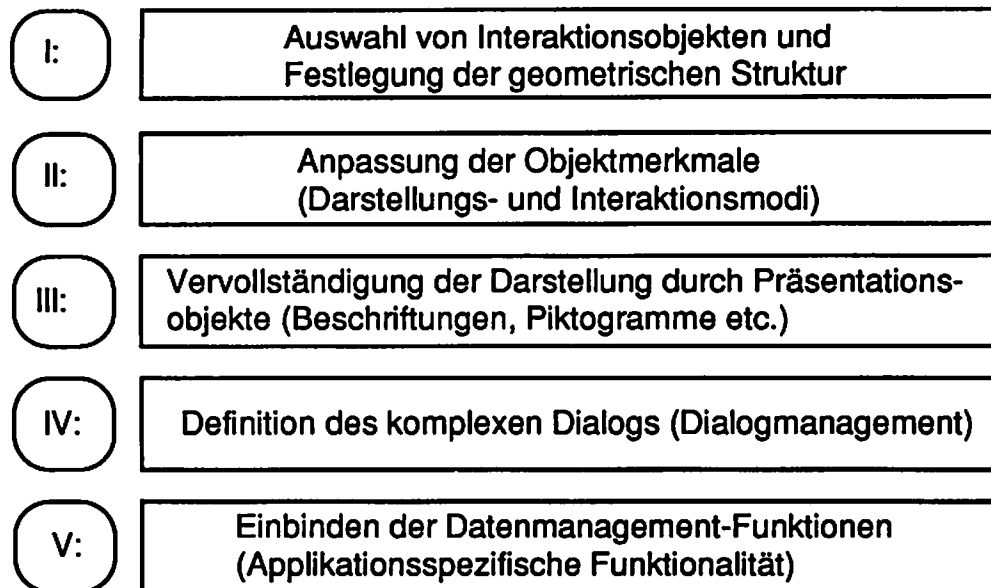 I:
Auswahl von Interaktionsobjekten und
Festlegung der geometrischen Struktur
II:
Anpassung der Objektmerkmale
(Darstellungs- und Interaktionsmodi)
III:
Vervollständigung der Darstellung durch Präsentations-
objekte (Beschriftungen, Piktogramme etc.)
IV:
Definition des komplexen Dialogs (Dialogmanagement)
V:
Einbinden der Datenmanagement-Funktionen
(Applikationsspezifische Funktionalität)